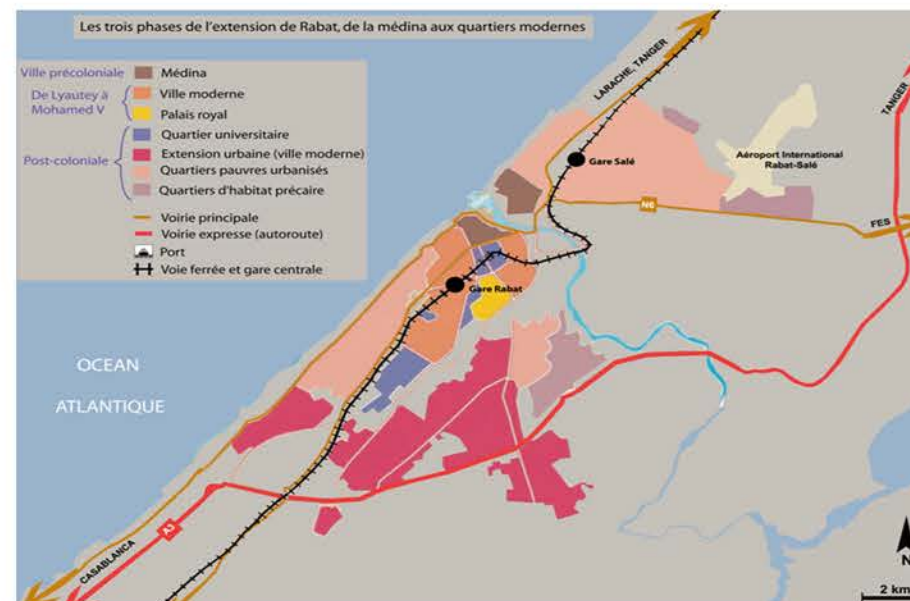 Les trois phases de l'extension de Rabat, de la médina aux quartiers modernes
Ville précoloniale
De Lyautey à
Mohamed V
Post-coloniale
Médina
Ville moderne
Palais royal
Quartier universitaire
Extension urbaine (ville moderne)
Quartiers pauvres urbanisés
Quartiers d'habitat précaire
Voirie principale
Voirie expresse (autoroute)
Port
Voie ferrée et gare centrale
LARACHE, TANGER
TANGER
Gare Salé
Aéroport International
Rabat-Salé
N6
FES
Gare Rabat
OCEAN
ATLANTIQUE
A3
CASABLANCA
N
2 km